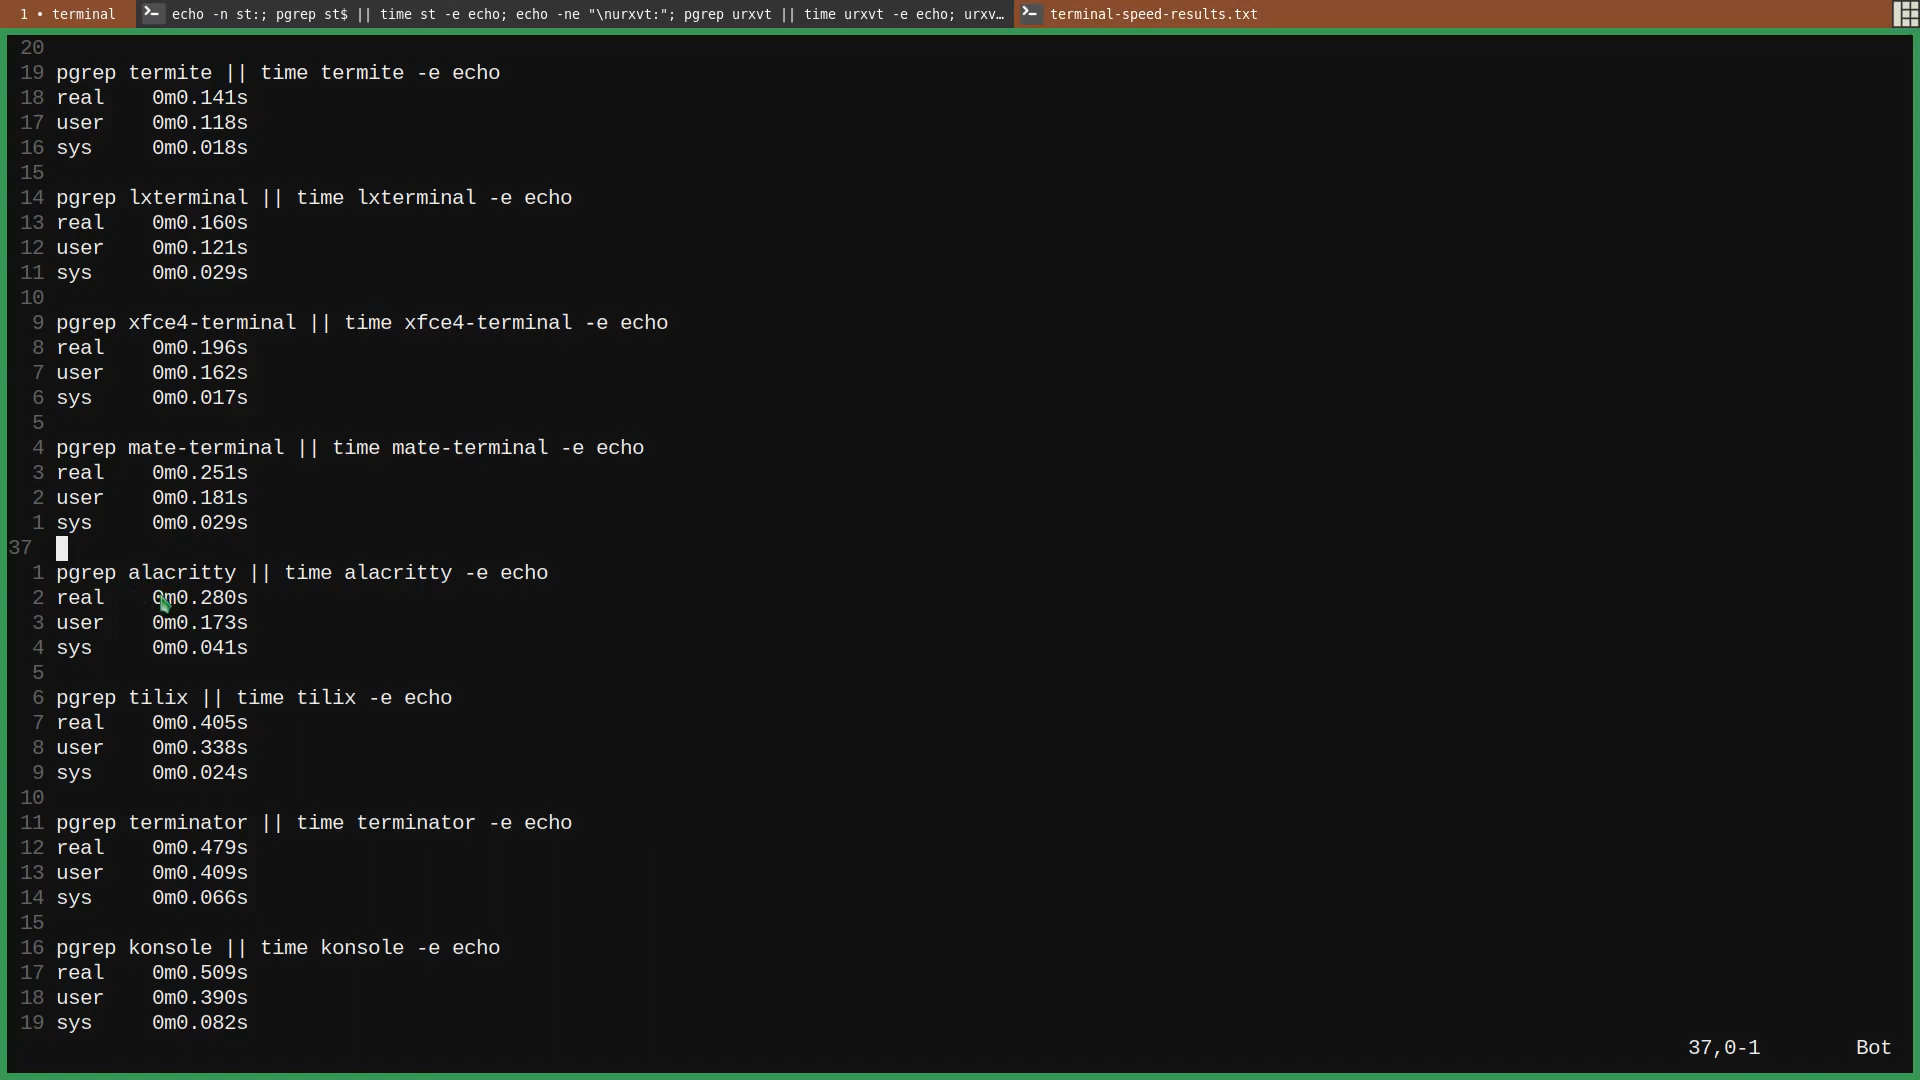 1 • terminal
echo -n st:; pgrep st$ || time st -e echo; echo -ne "\nurxvt:"; pgrep urxvt || time urxvt -e echo; urxv…
terminal-speed-results.txt
20
19 pgrep termite || time termite -e echo
18 real    0m0.141s
17 user    0m0.118s
16 sys     0m0.018s
15
14 pgrep lxterminal || time lxterminal -e echo
13 real    0m0.160s
12 user    0m0.121s
11 sys     0m0.029s
10
9 pgrep xfce4-terminal || time xfce4-terminal -e echo
8 real    0m0.196s
7 user    0m0.162s
6 sys     0m0.017s
5
4 pgrep mate-terminal || time mate-terminal -e echo
3 real    0m0.251s
2 user    0m0.181s
1 sys     0m0.029s
37
1 pgrep alacritty || time alacritty -e echo
2 real    0m0.280s
3 user    0m0.173s
4 sys     0m0.041s
5
6 pgrep tilix || time tilix -e echo
7 real    0m0.405s
8 user    0m0.338s
9 sys     0m0.024s
10
11 pgrep terminator || time terminator -e echo
12 real    0m0.479s
13 user    0m0.409s
14 sys     0m0.066s
15
16 pgrep konsole || time konsole -e echo
17 real    0m0.509s
18 user    0m0.390s
19 sys     0m0.082s
37,0-1        Bot